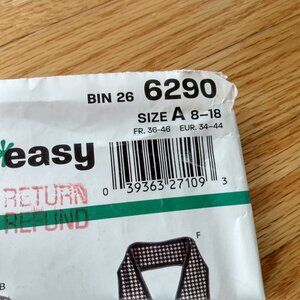 BIN 26 6290
SIZE A 8–18
FR. 36-46 EUR. 34-44
easy
0 39363 27109 3
RETURN
REFUND
F
B